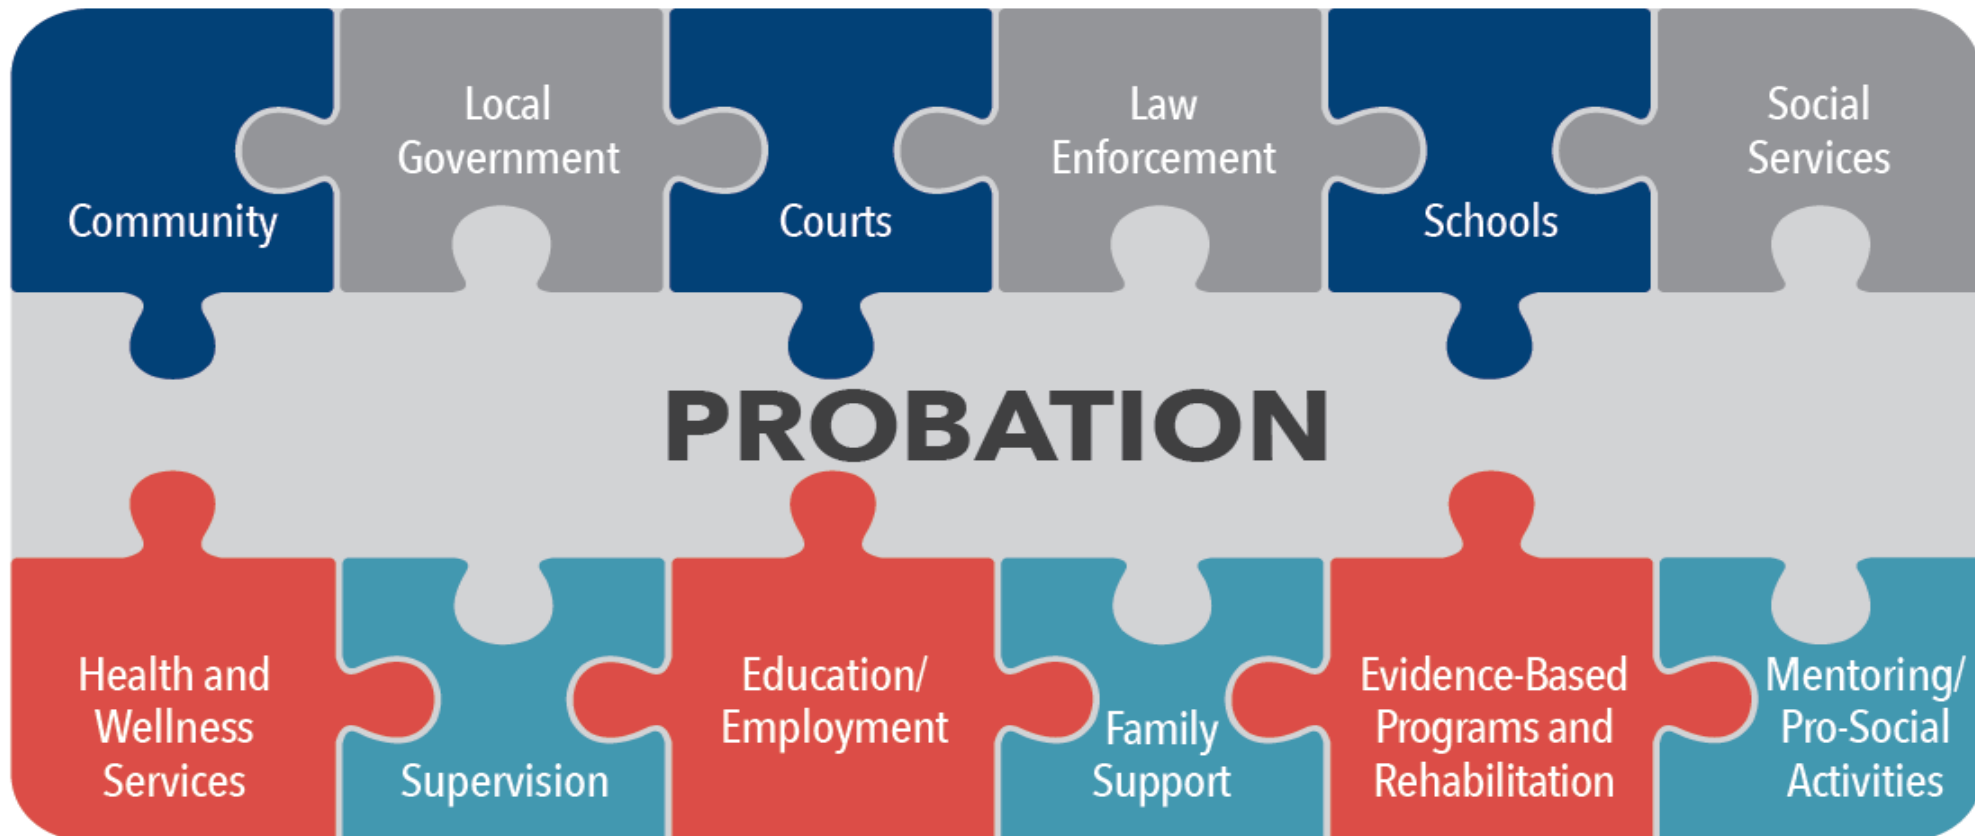 Local
Government
Law
Enforcement
Social
Services
Community
Courts
Schools
PROBATION
Health and
Wellness
Services
Supervision
Education/
Employment
Family
Support
Evidence-Based
Programs and
Rehabilitation
Mentoring/
Pro-Social
Activities